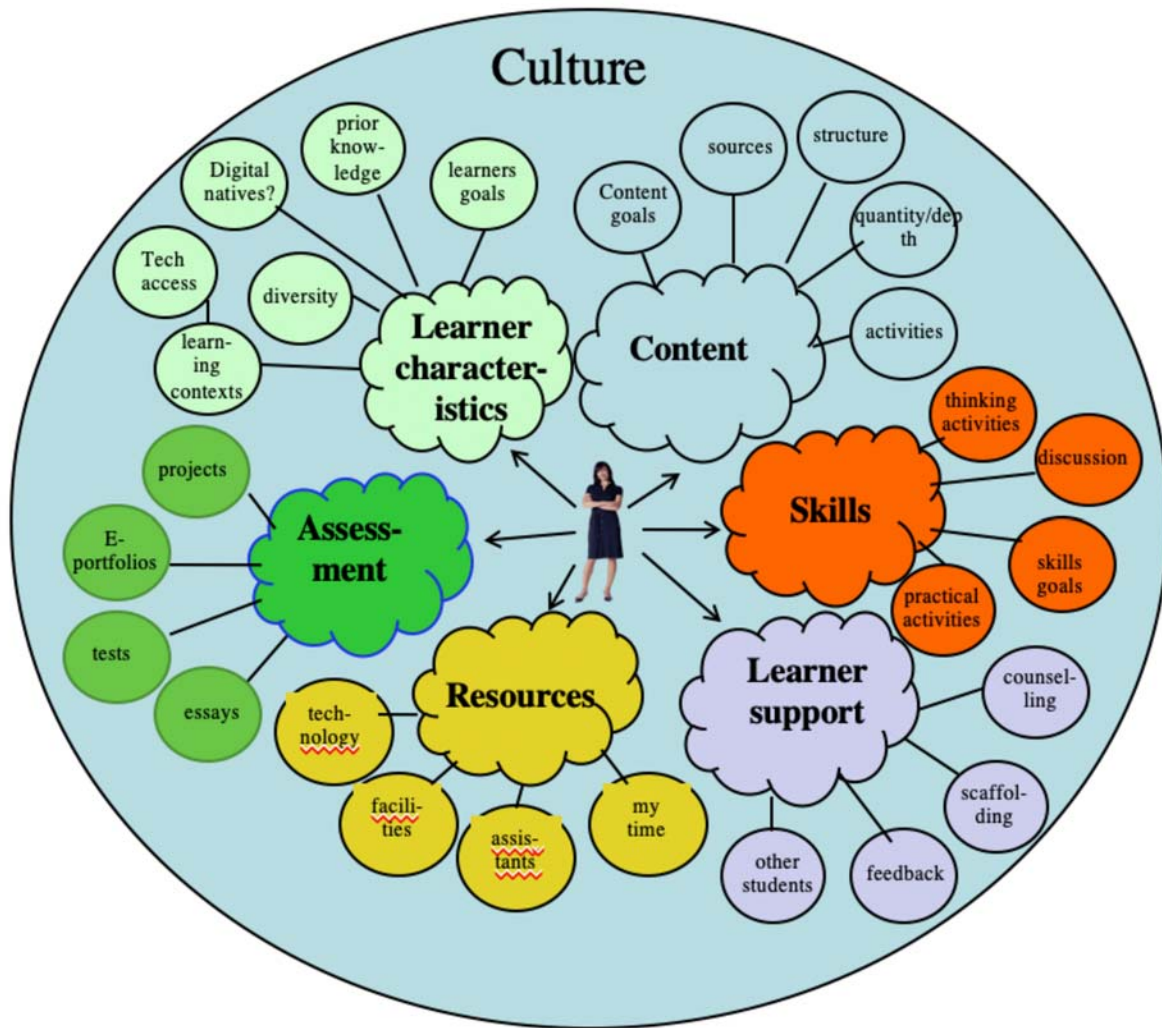 Culture
prior
know-
ledge
Digital
natives?
learners
goals
Tech
access
diversity
learn-
ing
contexts
Learner
character-
istics
Content
goals
sources
structure
quantity/dep
th
activities
Content
thinking
activities
discussion
skills
goals
practical
activities
Skills
projects
E-
portfolios
tests
essays
Assess-
ment
Resources
tech-
nology
facili-
ties
assis-
tants
my
time
Learner
support
counsel-
ling
scaffol-
ding
feedback
other
students